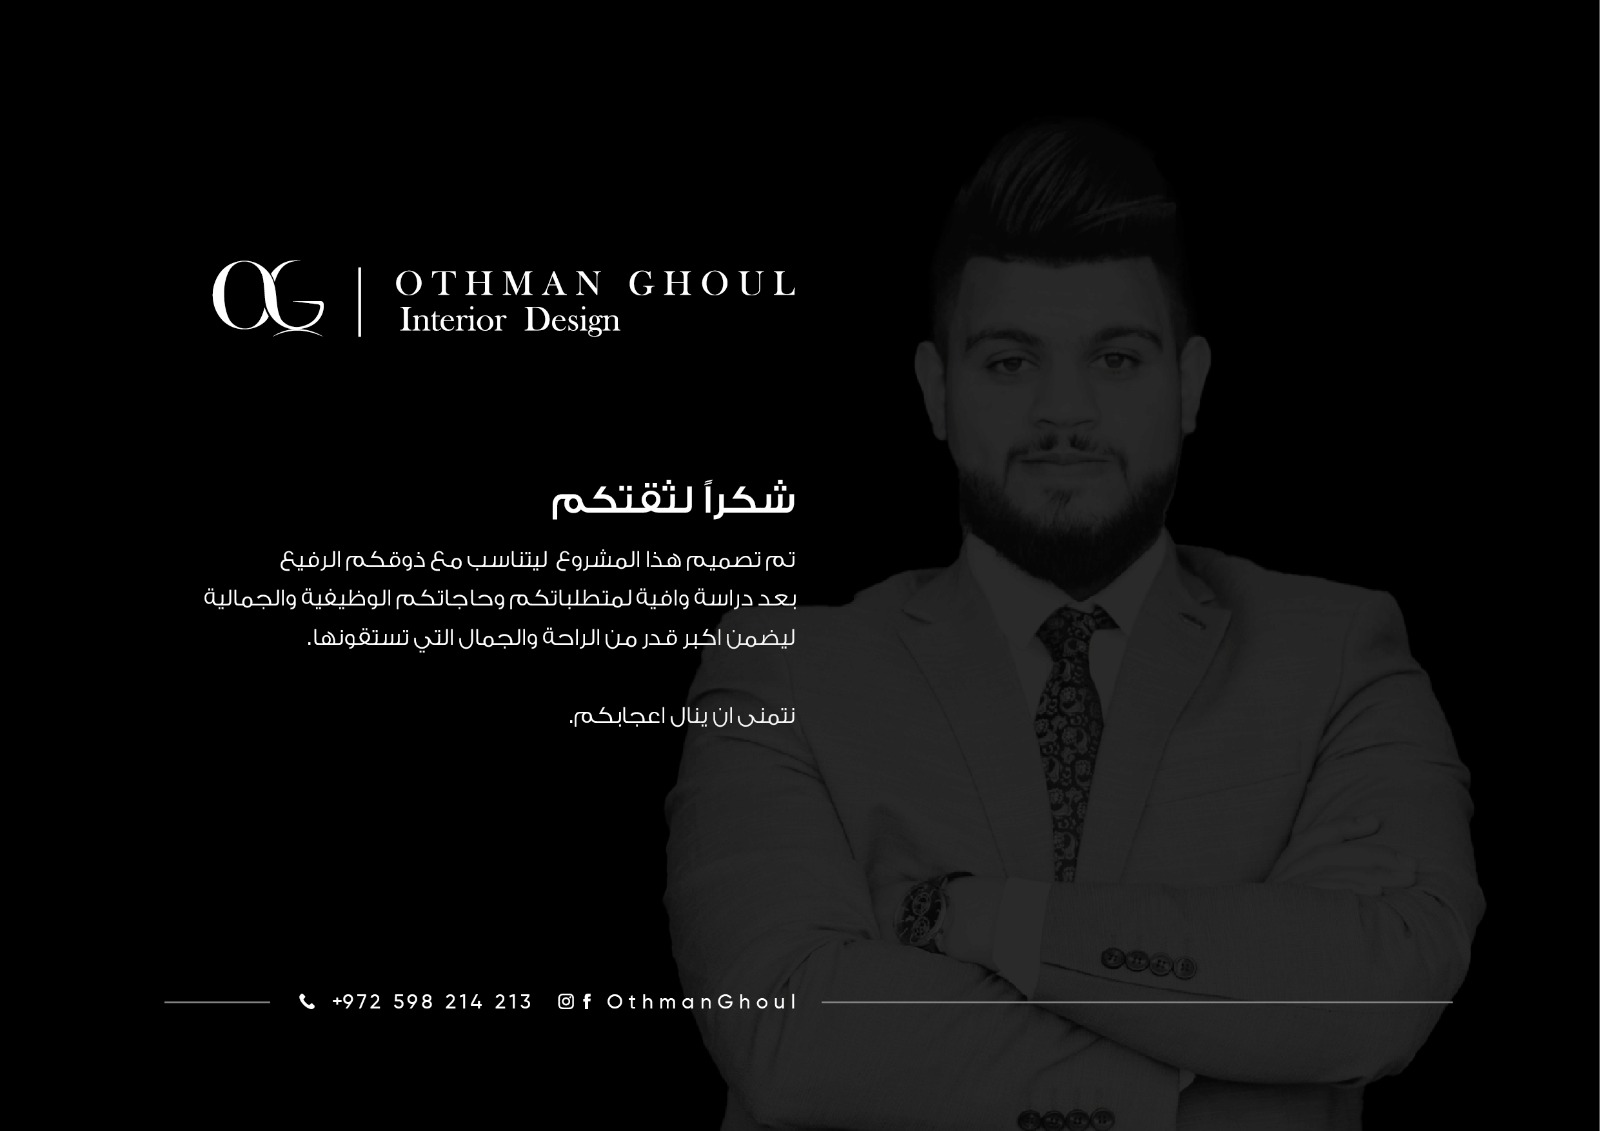 OG
OTHMAN GHOUL
Interior Design
شكراً لثقتكم
تم تصميم هذا المشروع ليتناسب مع ذوقكم الرفيع
بعد دراسة وافية لمتطلباتكم وحاجاتكم الوظيفية والجمالية
ليضمن اكبر قدر من الراحة والجمال التي تستقونها.
نتمنى ان ينال اعجابكم.
+972 598 214 213 OthmanGhoul